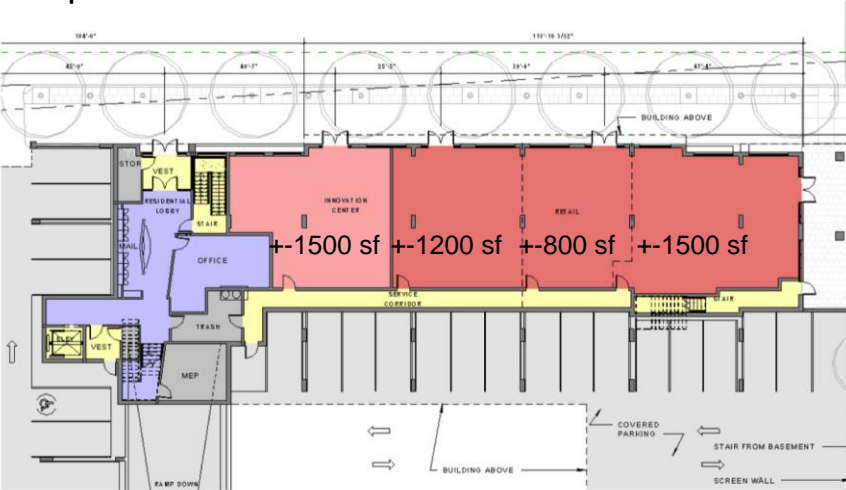 BUILDING ABOVE
STOR
VEST
RESIDENTIAL
LOBBY
STAIR
INNOVATION
CENTER
RETAIL
MAIL
OFFICE
+-1500 sf
+-1200 sf
+-800 sf
+-1500 sf
SERVICE
CORRIDOR
STAIR
TRASH
ELEV
VEST
MEP
COVERED
PARKING
STAIR FROM BASEMENT
BUILDING ABOVE
SCREEN WALL
RAMP DOWN